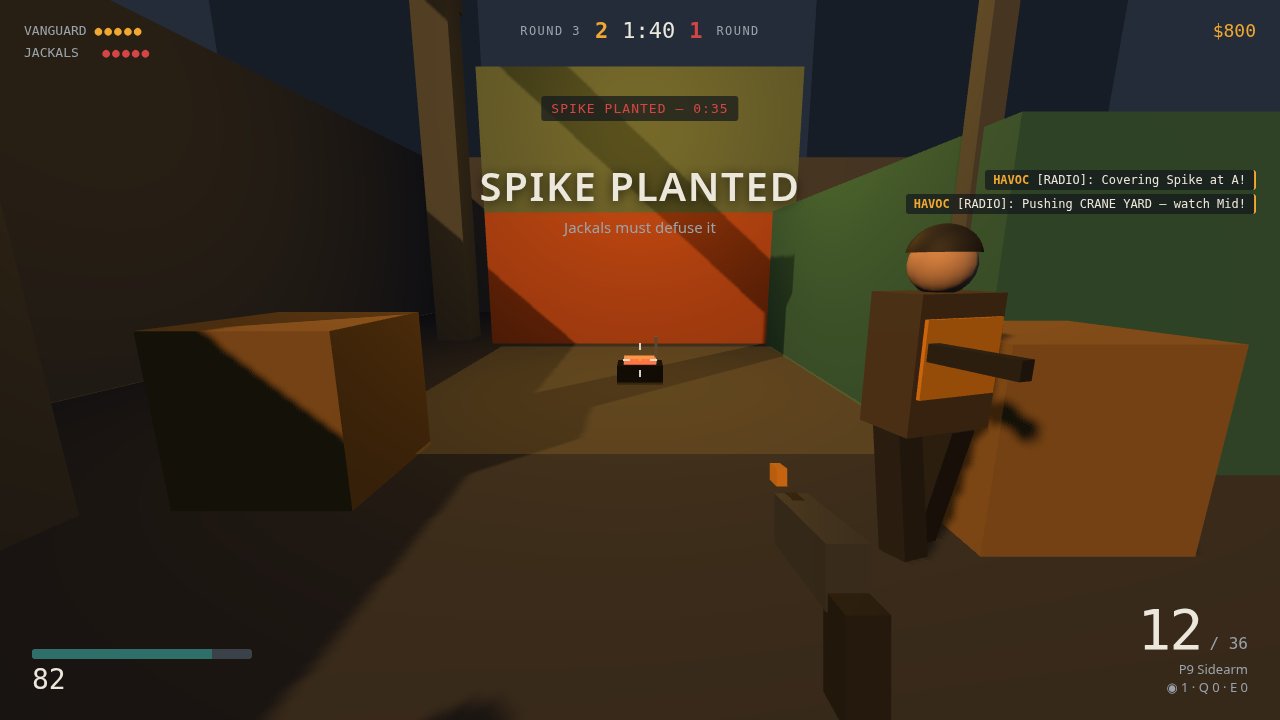 VANGUARD ●●●●●
JACKALS ●●●●●
ROUND 3 2 1:40 1 ROUND
$800
SPIKE PLANTED — 0:35
SPIKE PLANTED
Jackals must defuse it
HAVOC [RADIO]: Covering Spike at A!
HAVOC [RADIO]: Pushing CRANE YARD — watch Mid!
82
12 / 36
P9 Sidearm
◉ 1 · Q 0 · E 0